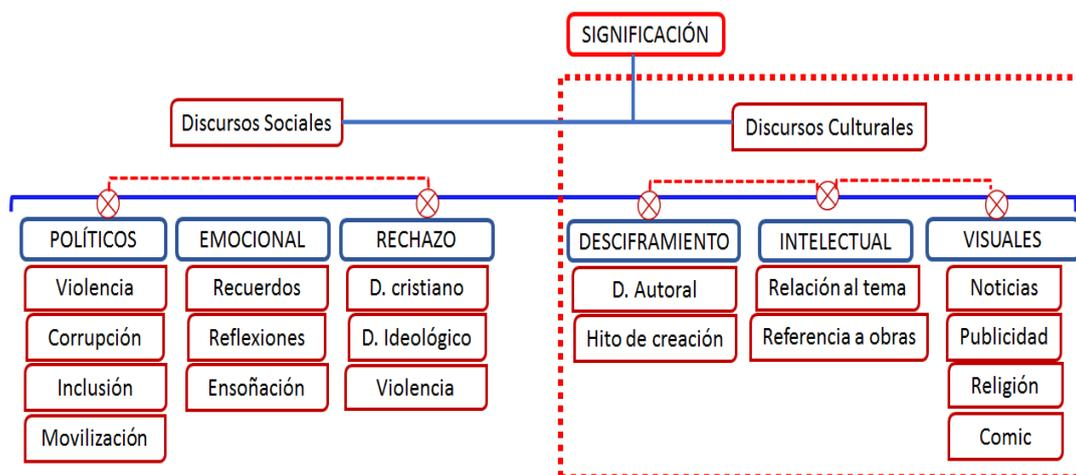 SIGNIFICACIÓN
Discursos Sociales
Discursos Culturales
POLÍTICOS
Violencia
Corrupción
Inclusión
Movilización
EMOCIONAL
Recuerdos
Reflexiones
Ensoñación
RECHAZO
D. cristiano
D. Ideológico
Violencia
DESCIFRAMIENTO
D. Autoral
Hito de creación
INTELECTUAL
Relación al tema
Referencia a obras
VISUALES
Noticias
Publicidad
Religión
Comic